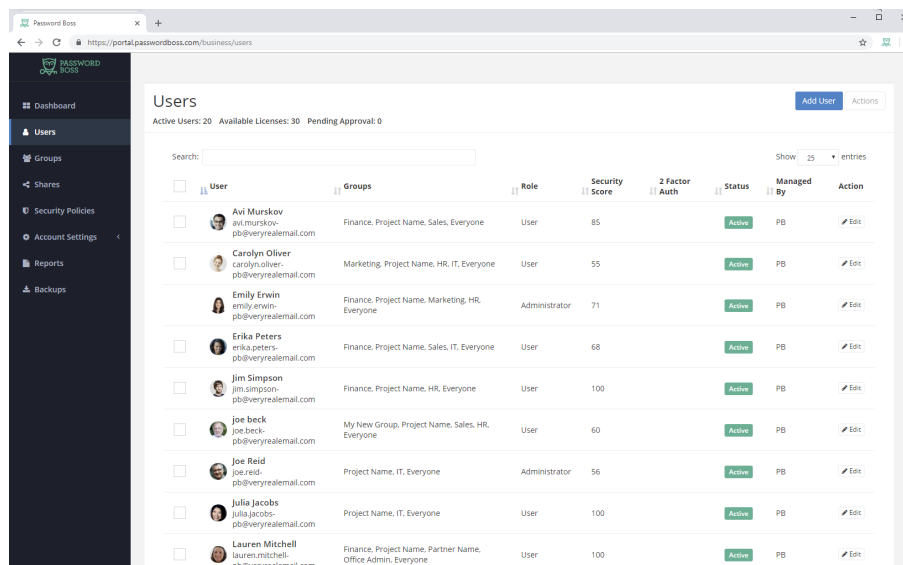 Password Boss
https://portal.passwordboss.com/business/users
PASSWORD
BOSS
Dashboard
Users
Groups
Shares
Security Policies
Account Settings
Reports
Backups
Users
Add User
Actions
Active Users: 20 Available Licenses: 30 Pending Approval: 0
Search:
Show 25 entries
User
Groups
Role
Security
Score
2 Factor
Auth
Status
Managed
By
Action
Avi Murskov
avi.murskov-
pb@veryrealemail.com
Finance, Project Name, Sales, Everyone
User
85
Active
PB
Edit
Carolyn Oliver
carolyn.oliver-
pb@veryrealemail.com
Marketing, Project Name, HR, IT, Everyone
User
55
Active
PB
Edit
Emily Erwin
emily.erwin-
pb@veryrealemail.com
Finance, Project Name, Marketing, HR,
Everyone
Administrator
71
Active
PB
Edit
Erika Peters
erika.peters-
pb@veryrealemail.com
Finance, Project Name, Sales, IT, Everyone
User
68
Active
PB
Edit
Jim Simpson
jim.simpson-
pb@veryrealemail.com
Finance, Project Name, HR, Everyone
User
100
Active
PB
Edit
joe beck
joe.beck-
pb@veryrealemail.com
My New Group, Project Name, Sales, HR,
Everyone
User
60
Active
PB
Edit
Joe Reid
joe.reid-
pb@veryrealemail.com
Project Name, IT, Everyone
Administrator
56
Active
PB
Edit
Julia Jacobs
julia.jacobs-
pb@veryrealemail.com
Project Name, IT, Everyone
User
100
Active
PB
Edit
Lauren Mitchell
lauren.mitchell-
Finance, Project Name, Partner Name,
Office Admin, Everyone
User
100
Active
PB
Edit